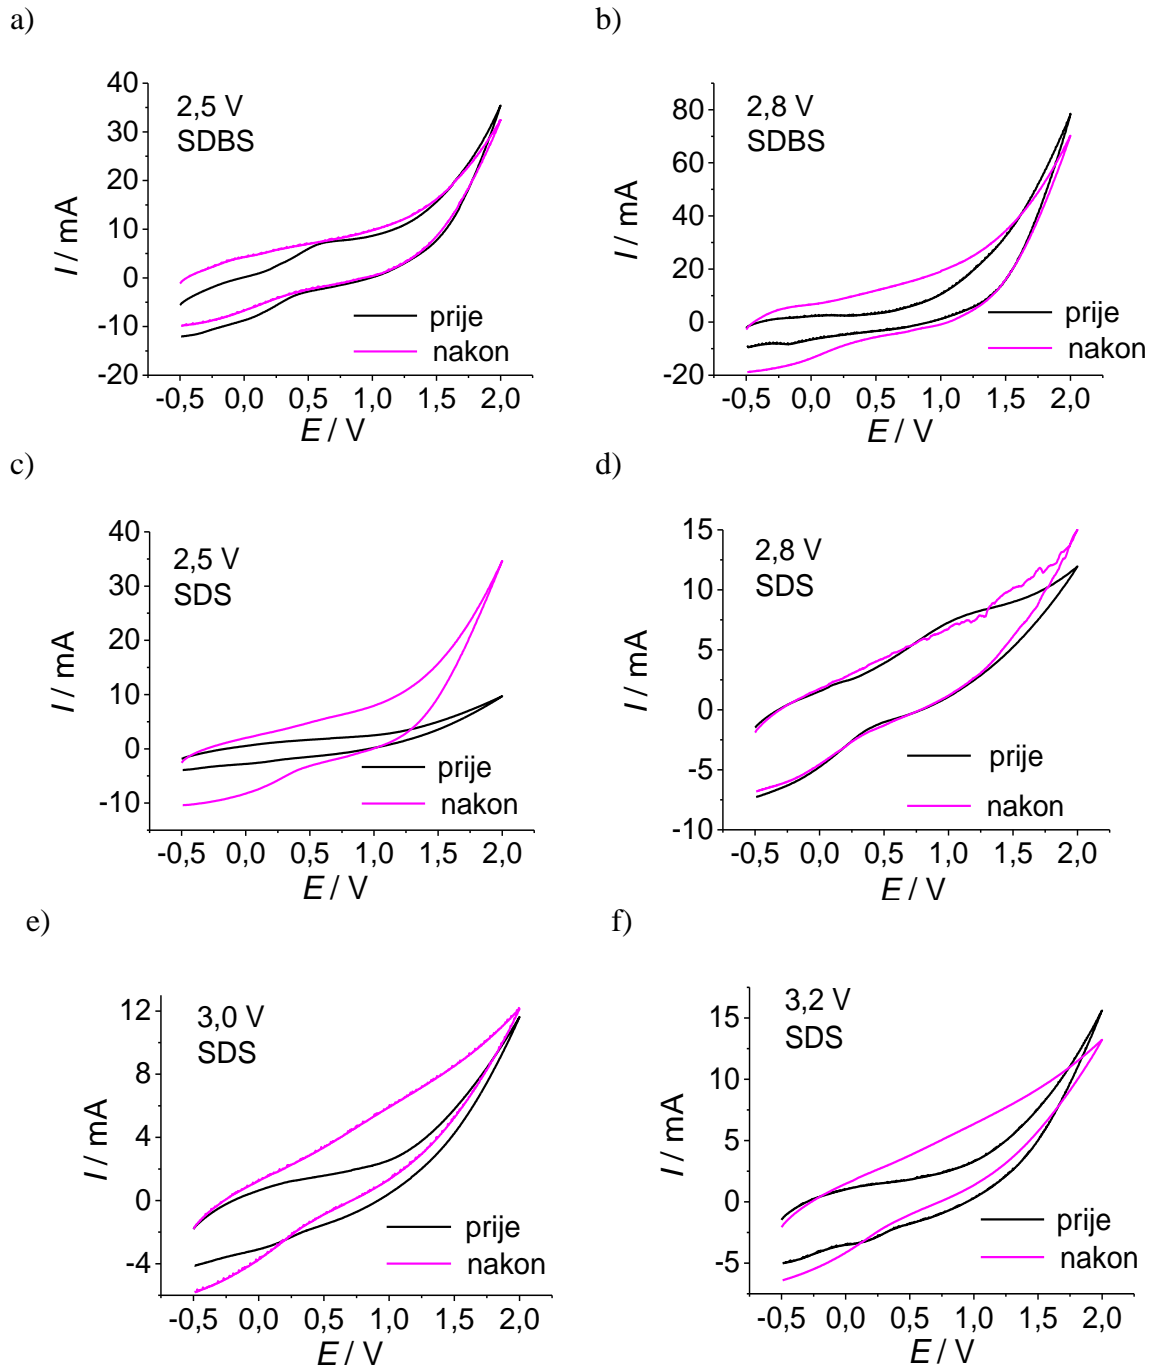 a)
b)
40
30
20
10
0
-10
-20
I / mA
2,5 V
SDBS
prije
nakon
-0,5 0,0 0,5 1,0 1,5 2,0
E / V
80
60
40
20
0
-20
I / mA
2,8 V
SDBS
prije
nakon
-0,5 0,0 0,5 1,0 1,5 2,0
E / V
c)
d)
40
30
20
10
0
-10
I / mA
2,5 V
SDS
prije
nakon
-0,5 0,0 0,5 1,0 1,5 2,0
E / V
15
10
5
0
-5
-10
I / mA
2,8 V
SDS
prije
nakon
-0,5 0,0 0,5 1,0 1,5 2,0
E / V
e)
f)
12
8
4
0
-4
I / mA
3,0 V
SDS
prije
nakon
-0,5 0,0 0,5 1,0 1,5 2,0
E / V
15
10
5
0
-5
I / mA
3,2 V
SDS
prije
nakon
-0,5 0,0 0,5 1,0 1,5 2,0
E / V